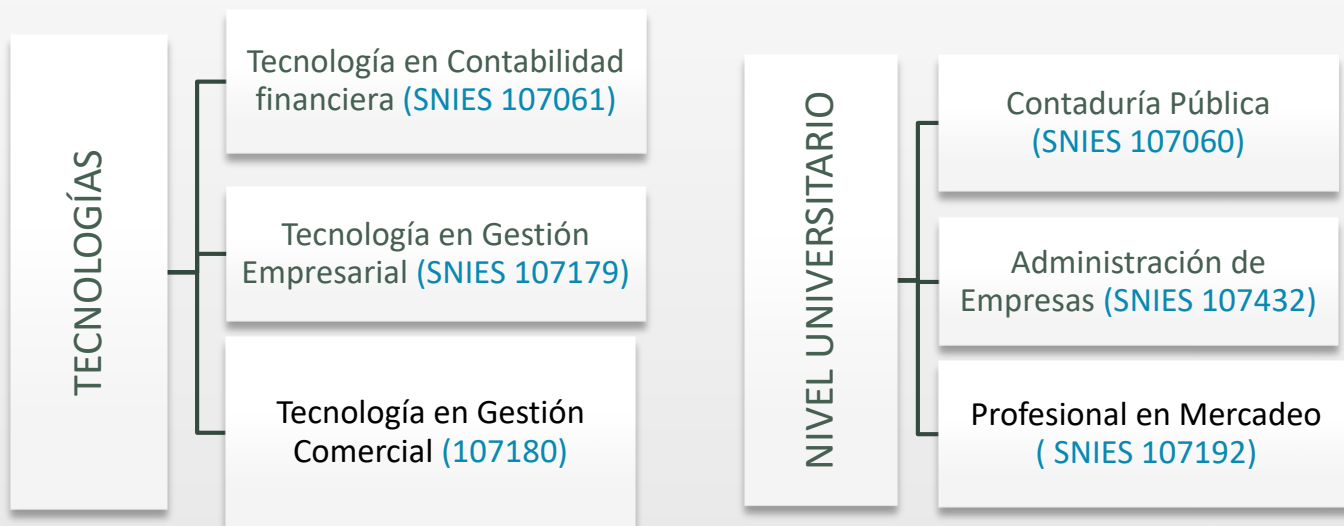 TECNOLOGÍAS
Tecnología en Contabilidad
financiera (SNIES 107061)
Tecnología en Gestión
Empresarial (SNIES 107179)
Tecnología en Gestión
Comercial (107180)
NIVEL UNIVERSITARIO
Contaduría Pública
(SNIES 107060)
Administración de
Empresas (SNIES 107432)
Profesional en Mercadeo
( SNIES 107192)